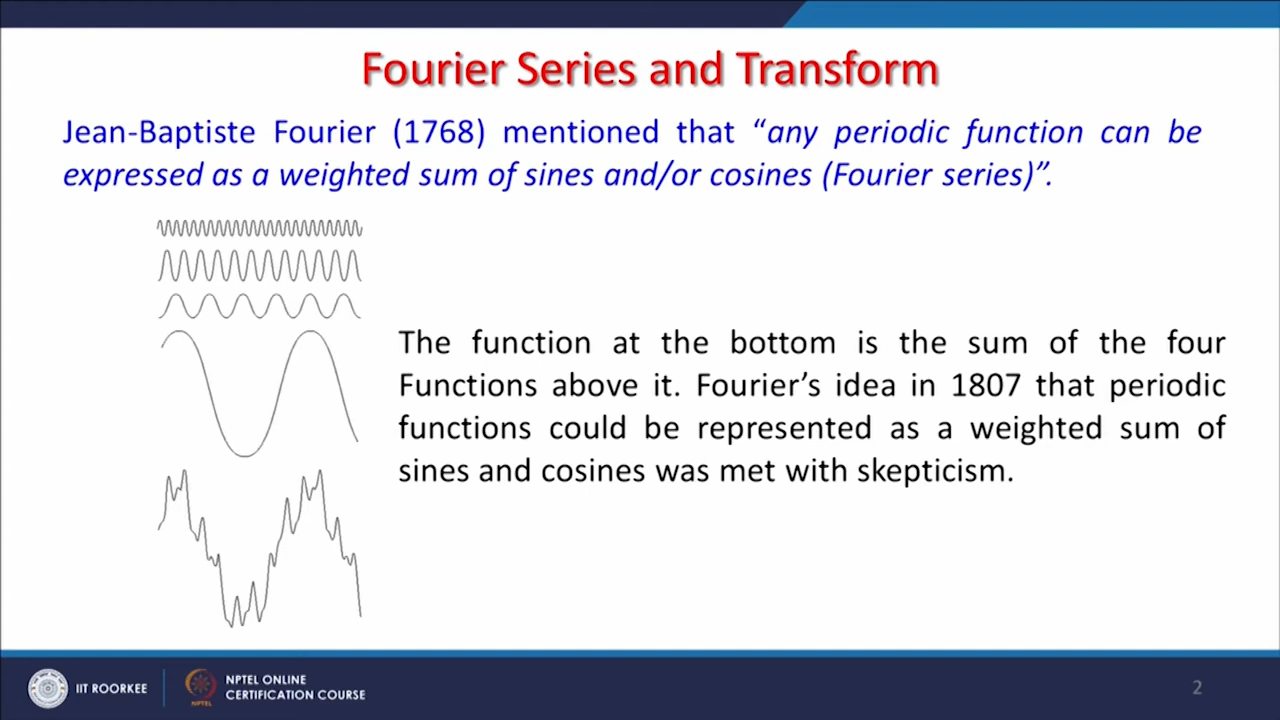 Fourier Series and Transform
Jean-Baptiste Fourier (1768) mentioned that “any periodic function can be
expressed as a weighted sum of sines and/or cosines (Fourier series)”.
The function at the bottom is the sum of the four
Functions above it. Fourier’s idea in 1807 that periodic
functions could be represented as a weighted sum of
sines and cosines was met with skepticism.
IIT ROORKEE
NPTEL
NPTEL ONLINE
CERTIFICATION COURSE
2